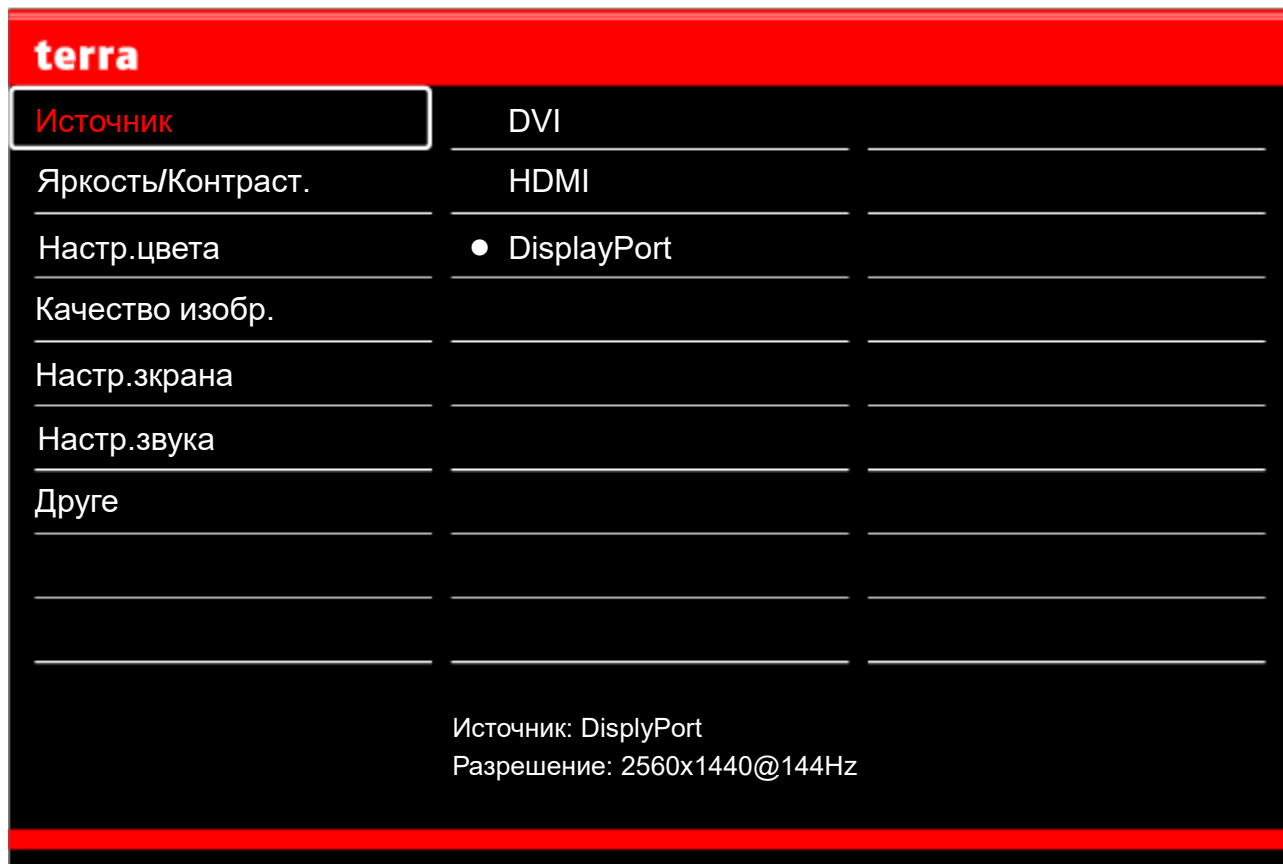 terra
Источник
DVI
Яркость/Контраст.
HDMI
Настр.цвета
DisplayPort
Качество изобр.
Настр.зкрана
Настр.звука
Друге
Источник: DisplyPort
Разрешение: 2560x1440@144Hz